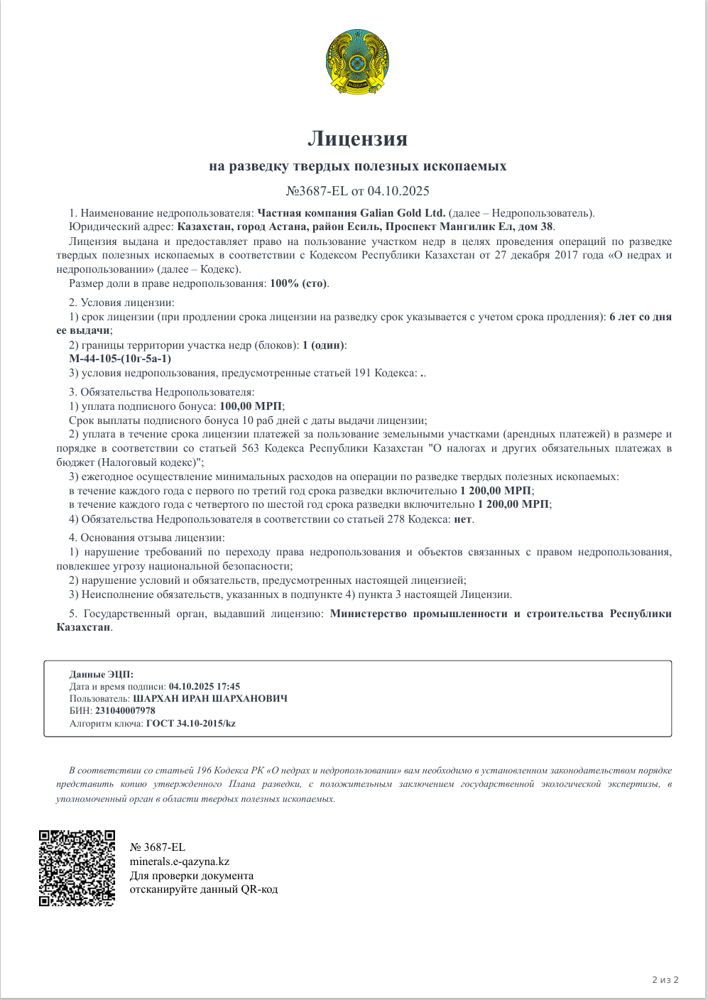 Лицензия
на разведку твердых полезных ископаемых
№3687-EL от 04.10.2025
1. Наименование недропользователя: Частная компания Galian Gold Ltd. (далее – Недропользователь).
Юридический адрес: Казахстан, город Астана, район Есиль, Проспект Мангилик Ел, дом 38.
Лицензия выдана и предоставляет право на пользование участком недр в целях проведения операций по разведке
твердых полезных ископаемых в соответствии с Кодексом Республики Казахстан от 27 декабря 2017 года «О недрах и
недропользовании» (далее – Кодекс).
Размер доли в праве недропользования: 100% (сто).
2. Условия лицензии:
1) срок лицензии (при продлении срока лицензии на разведку срок указывается с учетом срока продления): 6 лет со дня
ее выдачи;
2) границы территории участка недр (блоков): 1 (один):
М-44-105-(10г-5а-1)
3) условия недропользования, предусмотренные статьей 191 Кодекса: ..
3. Обязательства Недропользователя:
1) уплата подписного бонуса: 100,00 МРП;
Срок выплаты подписного бонуса 10 раб дней с даты выдачи лицензии;
2) уплата в течение срока лицензии платежей за пользование земельными участками (арендных платежей) в размере и
порядке в соответствии со статьей 563 Кодекса Республики Казахстан "О налогах и других обязательных платежах в
бюджет (Налоговый кодекс)";
3) ежегодное осуществление минимальных расходов на операции по разведке твердых полезных ископаемых:
в течение каждого года с первого по третий год срока разведки включительно 1 200,00 МРП;
в течение каждого года с четвертого по шестой год срока разведки включительно 1 200,00 МРП;
4) Обязательства Недропользователя в соответствии со статьей 278 Кодекса: нет.
4. Основания отзыва лицензии:
1) нарушение требований по переходу права недропользования и объектов связанных с правом недропользования,
повлекшее угрозу национальной безопасности;
2) нарушение условий и обязательств, предусмотренных настоящей лицензией;
3) Неисполнение обязательств, указанных в подпункте 4) пункта 3 настоящей Лицензии.
5. Государственный орган, выдавший лицензию: Министерство промышленности и строительства Республики
Казахстан.
Данные ЭЦП:
Дата и время подписи: 04.10.2025 17:45
Пользователь: ШАРХАН ИРАН ШАРХАНОВИЧ
БИН: 231040007978
Алгоритм ключа: ГОСТ 34.10-2015/kz
В соответствии со статьей 196 Кодекса РК «О недрах и недропользовании» вам необходимо в установленном законодательством порядке
представить копию утвержденного Плана разведки, с положительным заключением государственной экологической экспертизы, в
уполномоченный орган в области твердых полезных ископаемых.
№ 3687-EL
minerals.e-qazyna.kz
Для проверки документа
отсканируйте данный QR-код
2 из 2